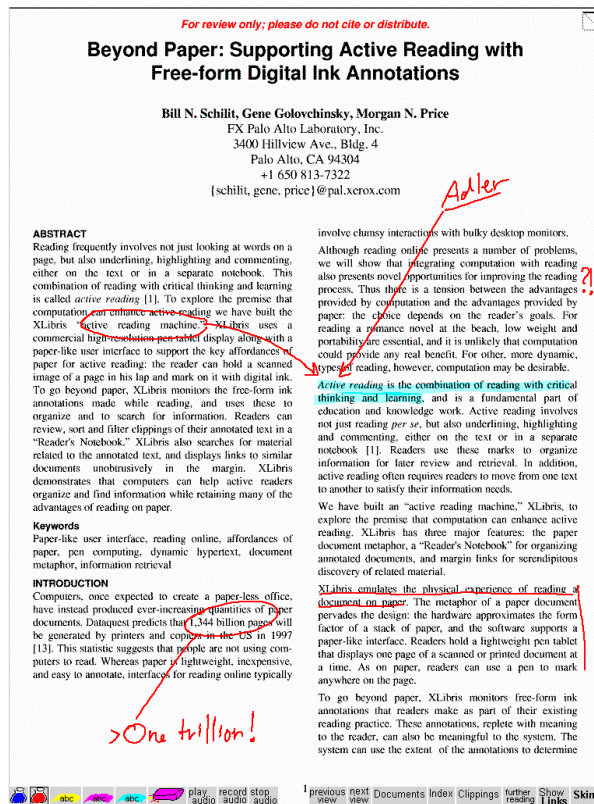 For review only; please do not cite or distribute.
Beyond Paper: Supporting Active Reading with
Free-form Digital Ink Annotations
Bill N. Schilit, Gene Golovchinsky, Morgan N. Price
FX Palo Alto Laboratory, Inc.
3400 Hillview Ave., Bldg. 4
Palo Alto, CA 94304
+1 650 813-7322
{schilit, gene, price}@pal.xerox.com
Adler
ABSTRACT
Reading frequently involves not just looking at words on a
page, but also underlining, highlighting and commenting,
either on the text or in a separate notebook. This
combination of reading with critical thinking and learning
is called active reading [1]. To explore the premise that
computation can enhance active reading we have built the
XLibris "active reading machine." XLibris uses a
commercial high-resolution pen tablet display along with a
paper-like user interface to support the key affordances of
paper for active reading: the reader can hold a scanned
image of a page in his lap and mark on it with digital ink.
To go beyond paper, XLibris monitors the free-form ink
annotations made while reading, and uses these to
organize and to search for information. Readers can
review, sort and filter clippings of their annotated text in a
"Reader's Notebook." XLibris also searches for material
related to the annotated text, and displays links to similar
documents unobtrusively in the margin. XLibris
demonstrates that computers can help active readers
organize and find information while retaining many of the
advantages of reading on paper.
Keywords
Paper-like user interface, reading online, affordances of
paper, pen computing, dynamic hypertext, document
metaphor, information retrieval
INTRODUCTION
Computers, once expected to create a paper-less office,
have instead produced ever-increasing quantities of paper
documents. Dataquest predicts that 1,344 billion pages will
be generated by printers and copiers in the US in 1997
[13]. This statistic suggests that people are not using com-
puters to read. Whereas paper is lightweight, inexpensive,
and easy to annotate, interfaces for reading online typically
>One trillion!
involve clumsy interactions with bulky desktop monitors.
Although reading online presents a number of problems,
we will show that integrating computation with reading
also presents novel opportunities for improving the reading
process. Thus there is a tension between the advantages
provided by computation and the advantages provided by
paper: the choice depends on the reader's goals. For
reading a romance novel at the beach, low weight and
portability are essential, and it is unlikely that computation
could provide any real benefit. For other, more dynamic,
types of reading, however, computation may be desirable.
?!
Active reading is the combination of reading with critical
thinking and learning, and is a fundamental part of
education and knowledge work. Active reading involves
not just reading per se, but also underlining, highlighting
and commenting, either on the text or in a separate
notebook [1]. Readers use these marks to organize
information for later review and retrieval. In addition,
active reading often requires readers to move from one text
to another to satisfy their information needs.
We have built an "active reading machine," XLibris, to
explore the premise that computation can enhance active
reading. XLibris has three major features: the paper
document metaphor, a "Reader's Notebook" for organizing
annotated documents, and margin links for serendipitous
discovery of related material.
XLibris emulates the physical experience of reading a
document on paper. The metaphor of a paper document
pervades the design: the hardware approximates the form
factor of a stack of paper, and the software supports a
paper-like interface. Readers hold a lightweight pen tablet
that displays one page of a scanned or printed document at
a time. As on paper, readers can use a pen to mark
anywhere on the page.
To go beyond paper, XLibris monitors free-form ink
annotations that readers make as part of their existing
reading practice. These annotations, replete with meaning
to the reader, can also be meaningful to the system. The
system can use the extent of the annotations to determine
1
abc abc abc play audio record audio stop audio previous view next view Documents Index Clippings further reading Show Links Skin